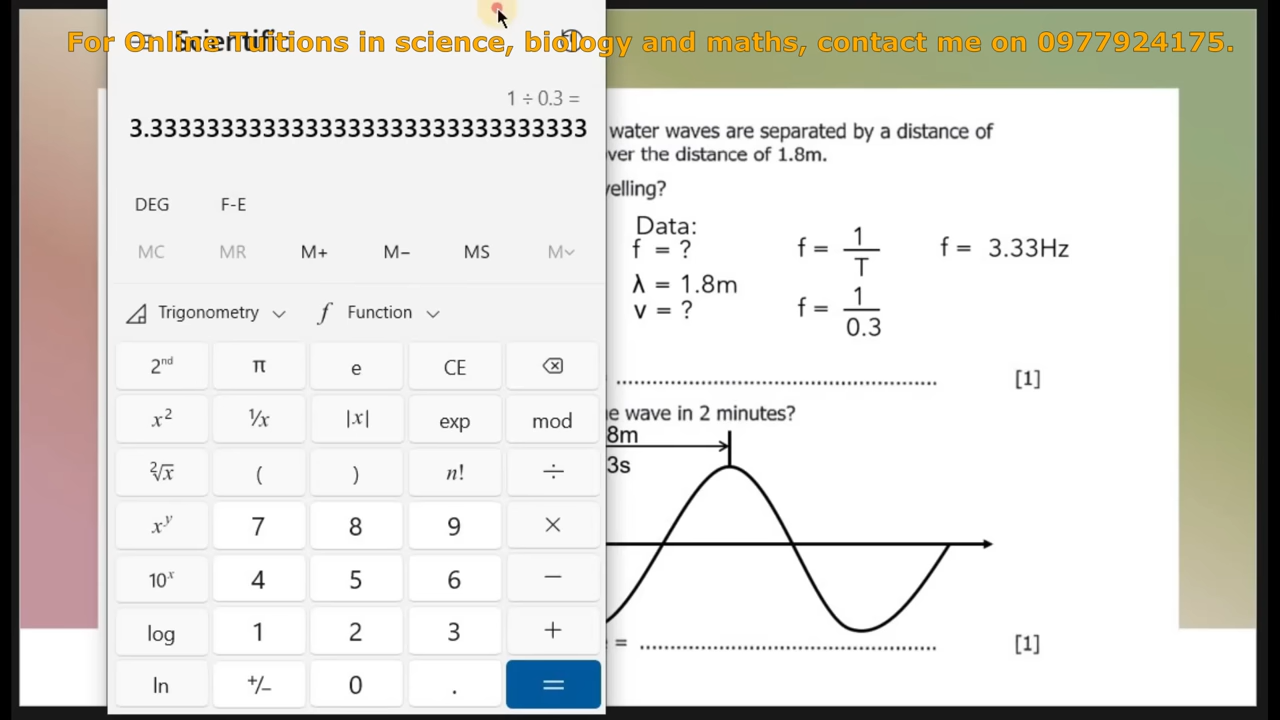 For Online Tuitions in science, biology and maths, contact me on 0977924175.
Scientific
1 ÷ 0.3 =
3.3333333333333333333333333333333
DEG F-E
MC MR M+ M− MS M
Trigonometry f Function
2nd π e CE
x² ¹/x |x| exp mod
²√x ( ) n! ÷
xʸ 7 8 9 ×
10ˣ 4 5 6 −
log 1 2 3 +
ln +/− 0 . =
water waves are separated by a distance of
ver the distance of 1.8m.
velling?
Data:
f = ?
λ = 1.8m
v = ?
f = 1/T
f = 1/0.3
f = 3.33Hz
................................................ [1]
e wave in 2 minutes?
8m
3s
= ............................................. [1]